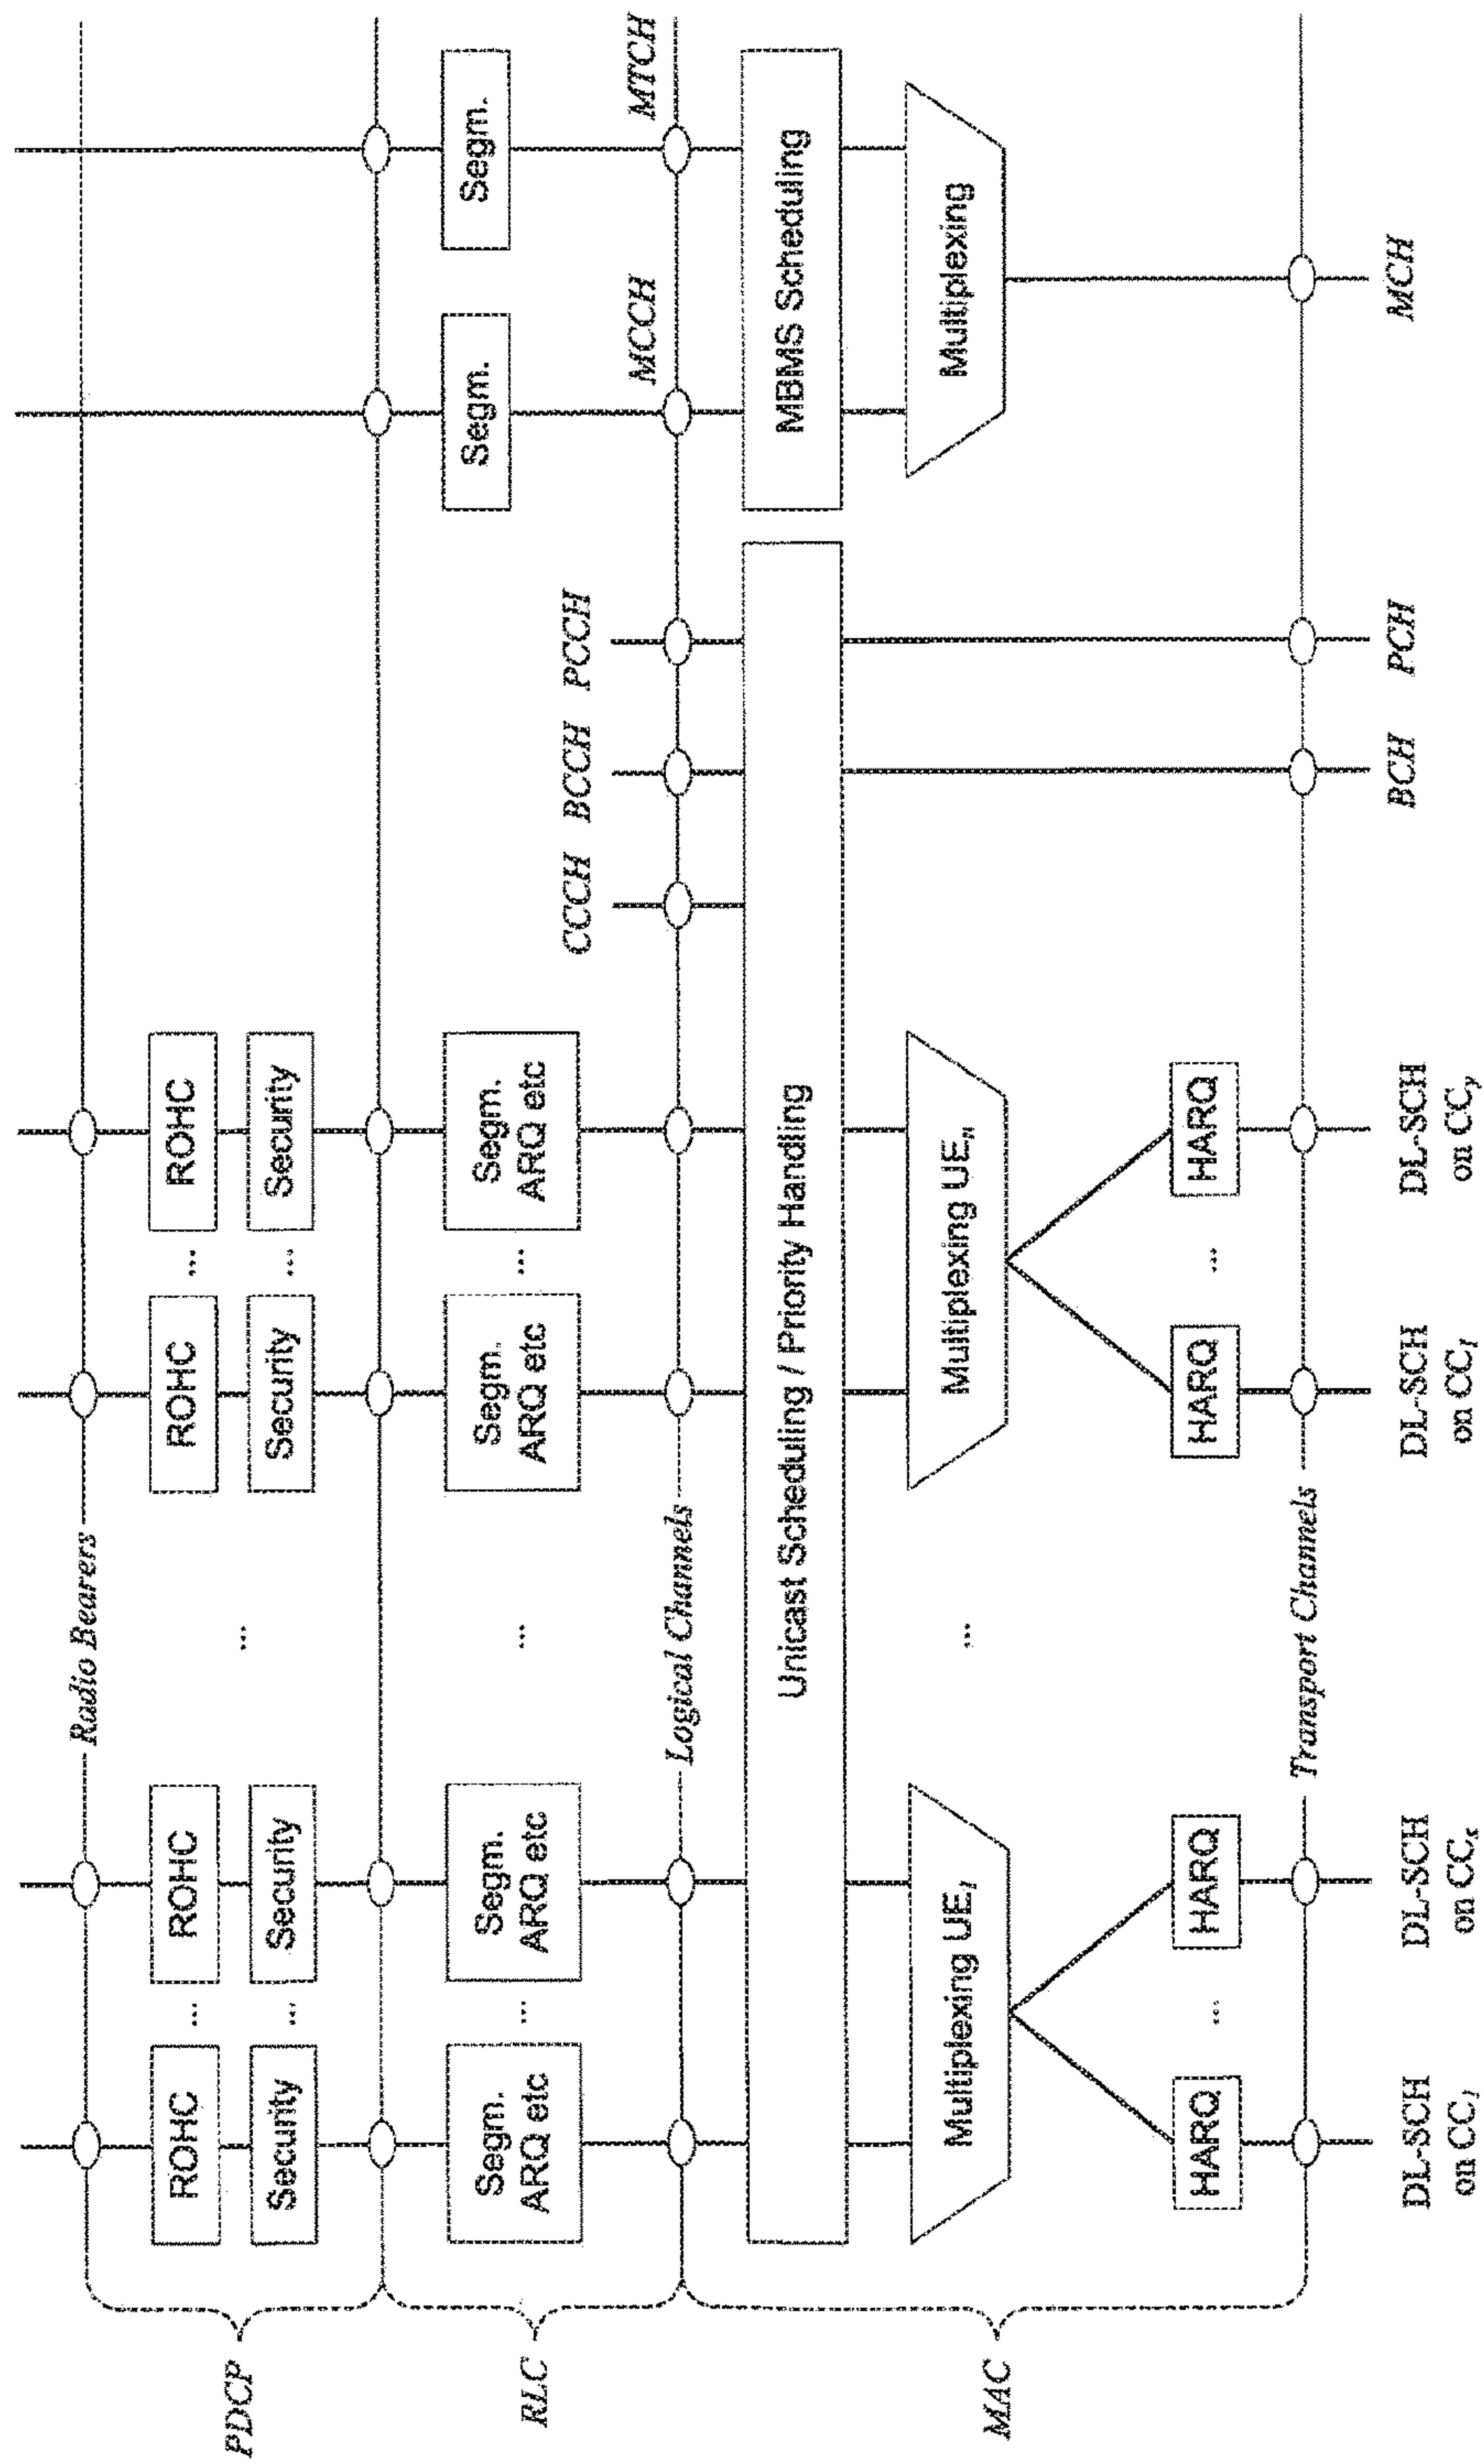 Radio Bearers
PDCP
ROHC ... ROHC ROHC ... ROHC
Security ... Security ... Security ... Security
RLC
Segm. ARQ etc ... Segm. ARQ etc ... Segm. ARQ etc ... Segm. ARQ etc Segm. Segm.
CCCH BCCH PCCH MCCH MTCH
Logical Channels
MAC
Unicast Scheduling / Priority Handling
MBMS Scheduling
Multiplexing UE1 ... Multiplexing UEn Multiplexing
HARQ ... HARQ HARQ ... HARQ
Transport Channels
DL-SCH
on CC1
DL-SCH
on CCx
DL-SCH
on CC1
DL-SCH
on CCy
BCH
PCH
MCH